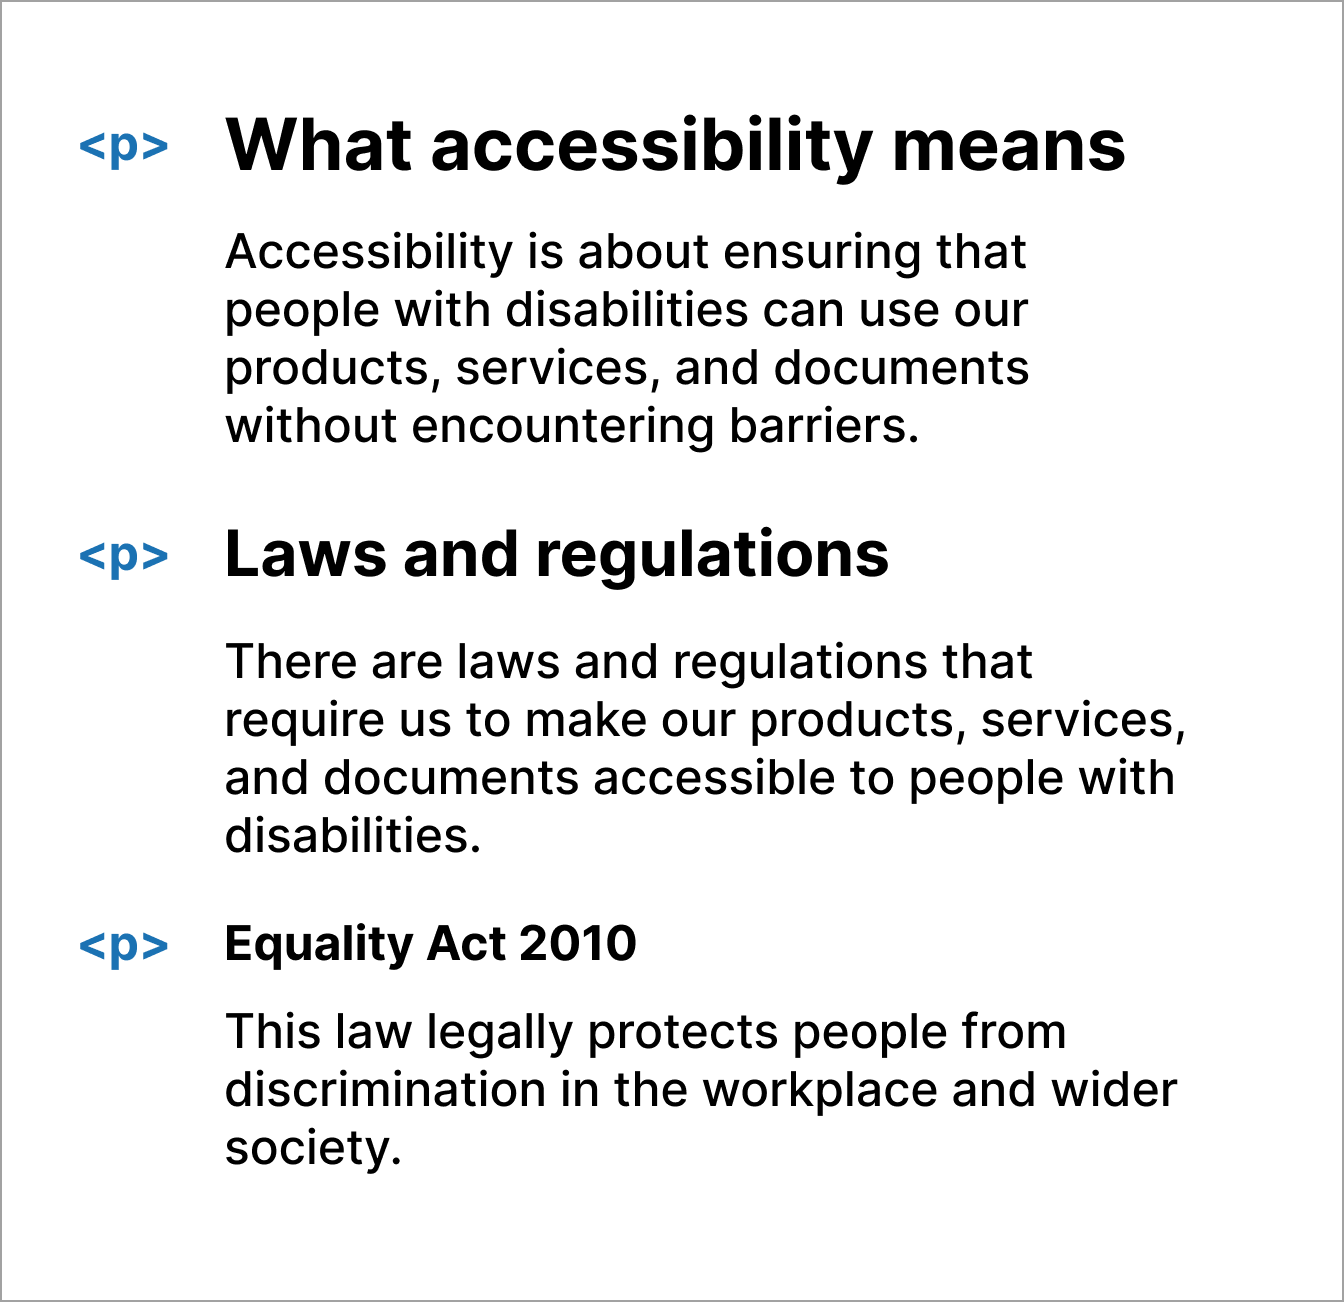 <p> What accessibility means
Accessibility is about ensuring that
people with disabilities can use our
products, services, and documents
without encountering barriers.
<p> Laws and regulations
There are laws and regulations that
require us to make our products, services,
and documents accessible to people with
disabilities.
<p> Equality Act 2010
This law legally protects people from
discrimination in the workplace and wider
society.